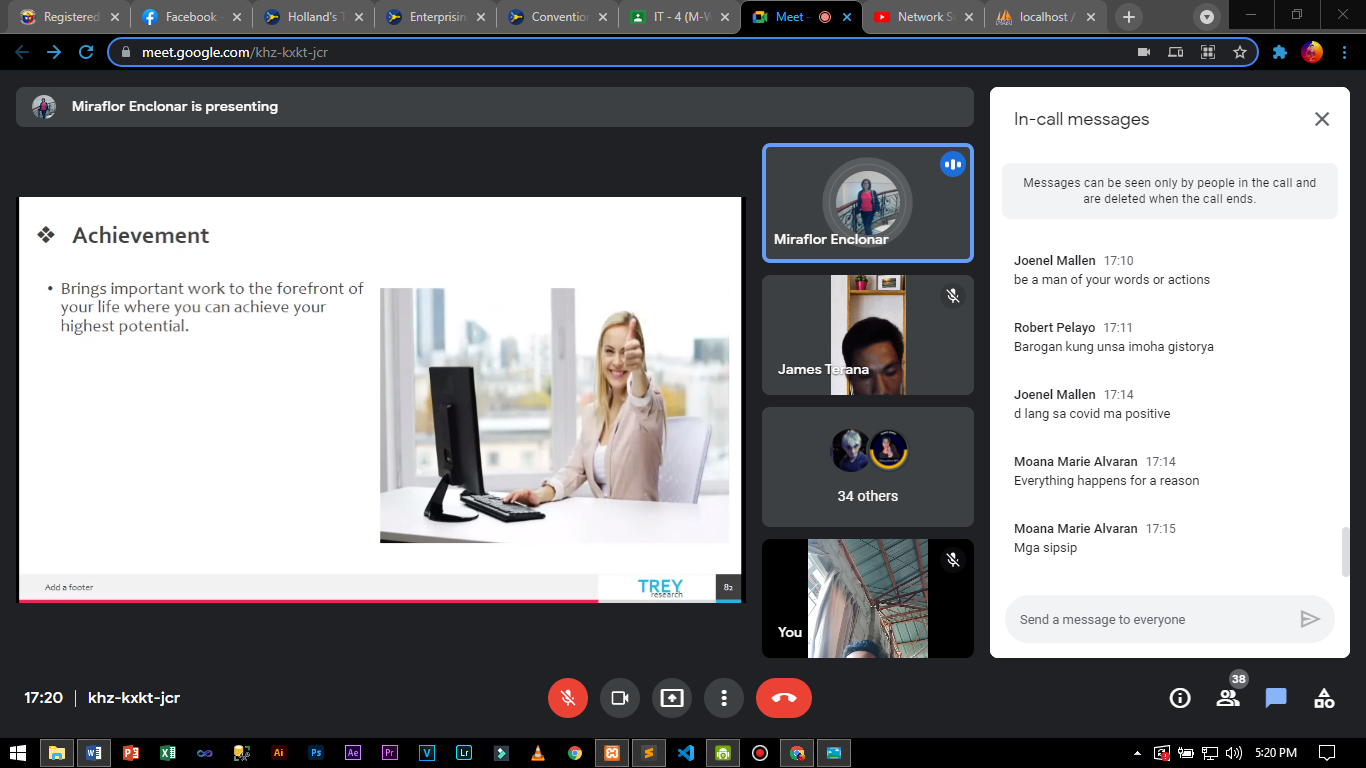 Registered
Facebook
Holland's T
Enterprisin
Convention
IT - 4 (M-W
Meet -
Network S
localhost /
meet.google.com/khz-kxkt-jcr
Miraflor Enclonar is presenting
❖ Achievement
• Brings important work to the forefront of
your life where you can achieve your
highest potential.
Add a footer
TREY
research
82
Miraflor Enclonar
James Terana
34 others
You
In-call messages
Messages can be seen only by people in the call and
are deleted when the call ends.
Joenel Mallen 17:10
be a man of your words or actions
Robert Pelayo 17:11
Barogan kung unsa imoha gistorya
Joenel Mallen 17:14
d lang sa covid ma positive
Moana Marie Alvaran 17:14
Everything happens for a reason
Moana Marie Alvaran 17:15
Mga sipsip
Send a message to everyone
17:20 | khz-kxkt-jcr
38
Ai
Ps
Ae
Pr
V
Lr
5:20 PM